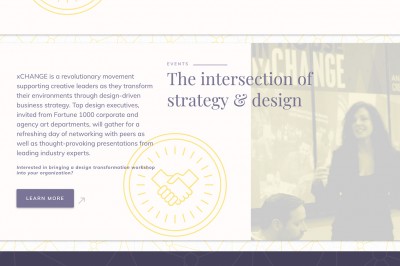 xCHANGE is a revolutionary movement
supporting creative leaders as they transform
their environments through design-driven
business strategy. Top design executives,
invited from Fortune 1000 corporate and
agency art departments, will gather for a
refreshing day of networking with peers as
well as thought-provoking presentations from
leading industry experts.
Interested in bringing a design transformation workshop
into your organization?
LEARN MORE
EVENTS
The intersection of
strategy & design
CHANGE